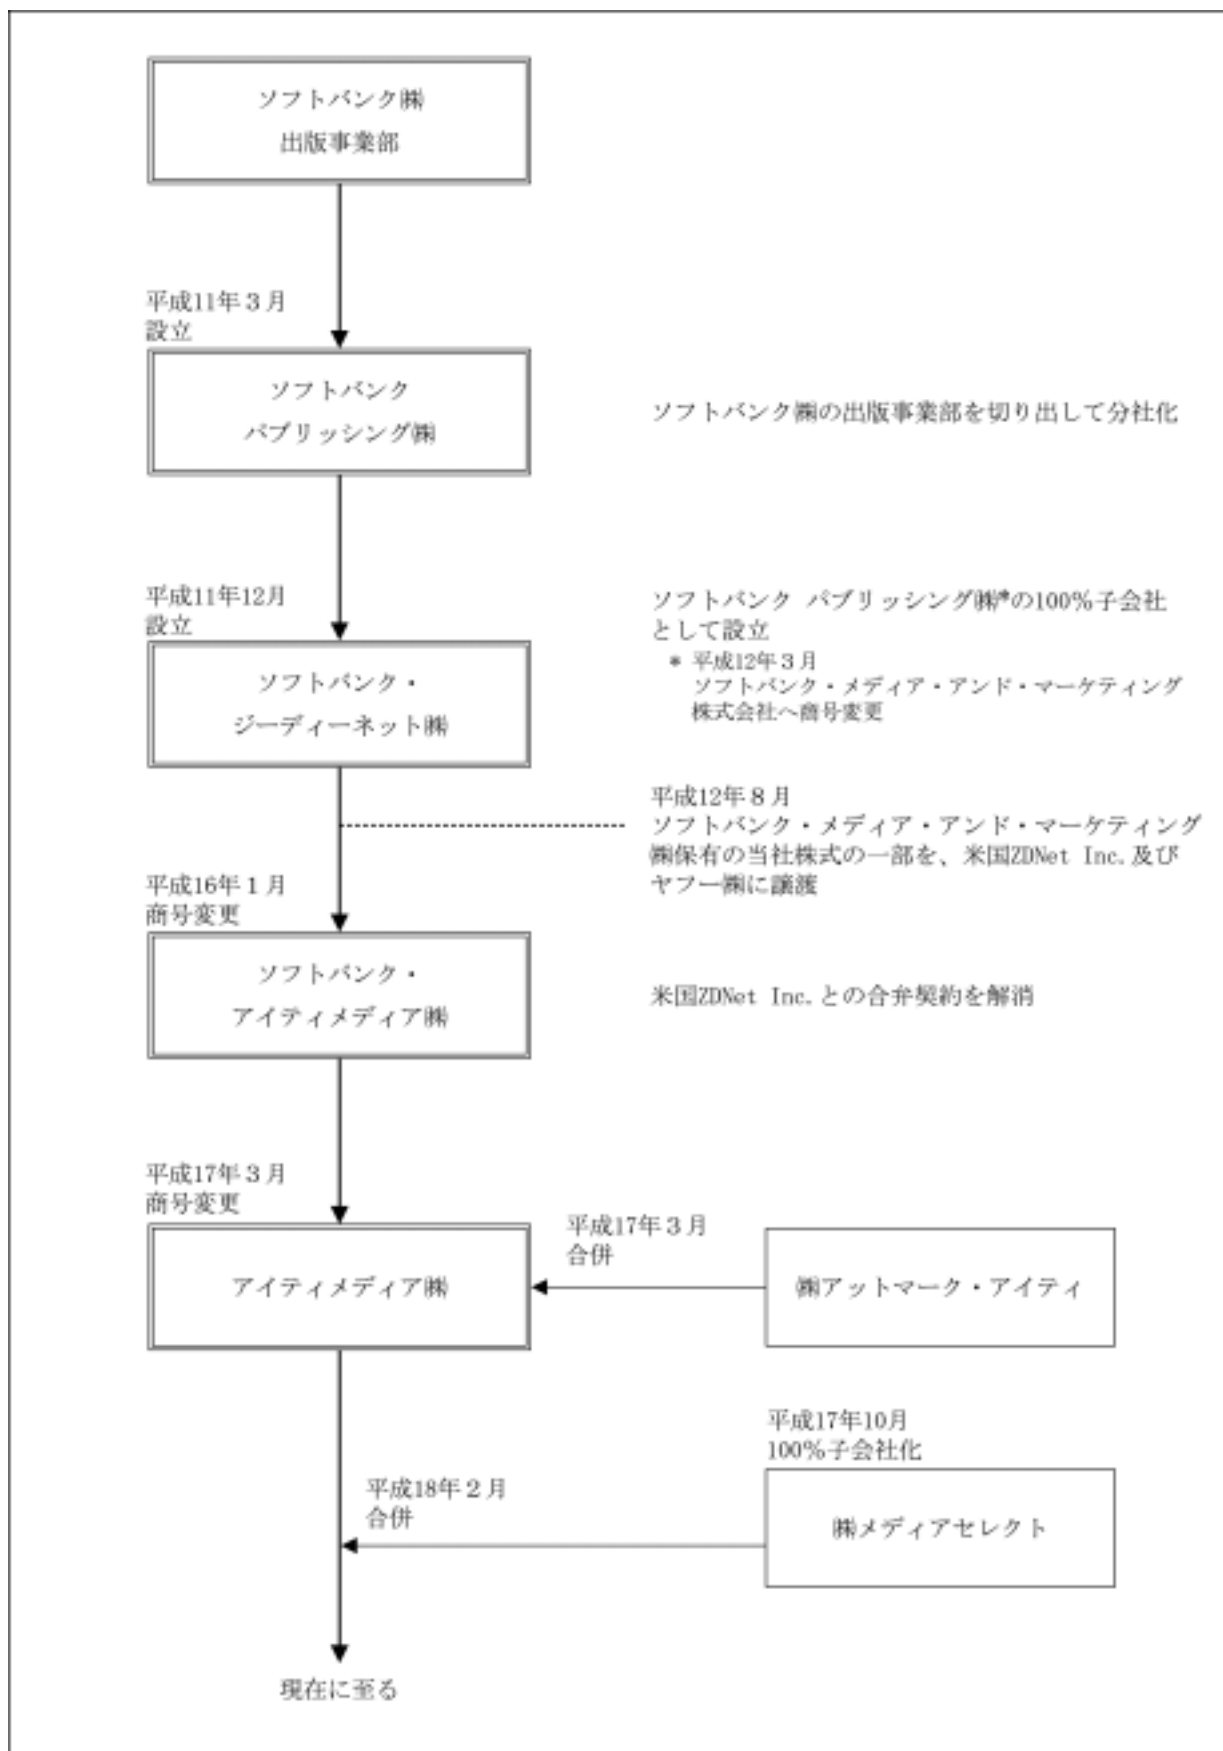 ソフトバンク㈱
出版事業部
平成11年３月
設立
ソフトバンク
パブリッシング㈱
ソフトバンク㈱の出版事業部を切り出して分社化
平成11年12月
設立
ソフトバンク・
ジーディーネット㈱
ソフトバンク パブリッシング㈱*の100％子会社
として設立
* 平成12年３月
ソフトバンク・メディア・アンド・マーケティング
株式会社へ商号変更
平成12年８月
ソフトバンク・メディア・アンド・マーケティング
㈱保有の当社株式の一部を、米国ZDNet Inc.及び
ヤフー㈱に譲渡
平成16年１月
商号変更
ソフトバンク・
アイティメディア㈱
米国ZDNet Inc.との合弁契約を解消
平成17年３月
商号変更
アイティメディア㈱
平成17年３月
合併
㈱アットマーク・アイティ
平成17年10月
100％子会社化
㈱メディアセレクト
平成18年２月
合併
現在に至る